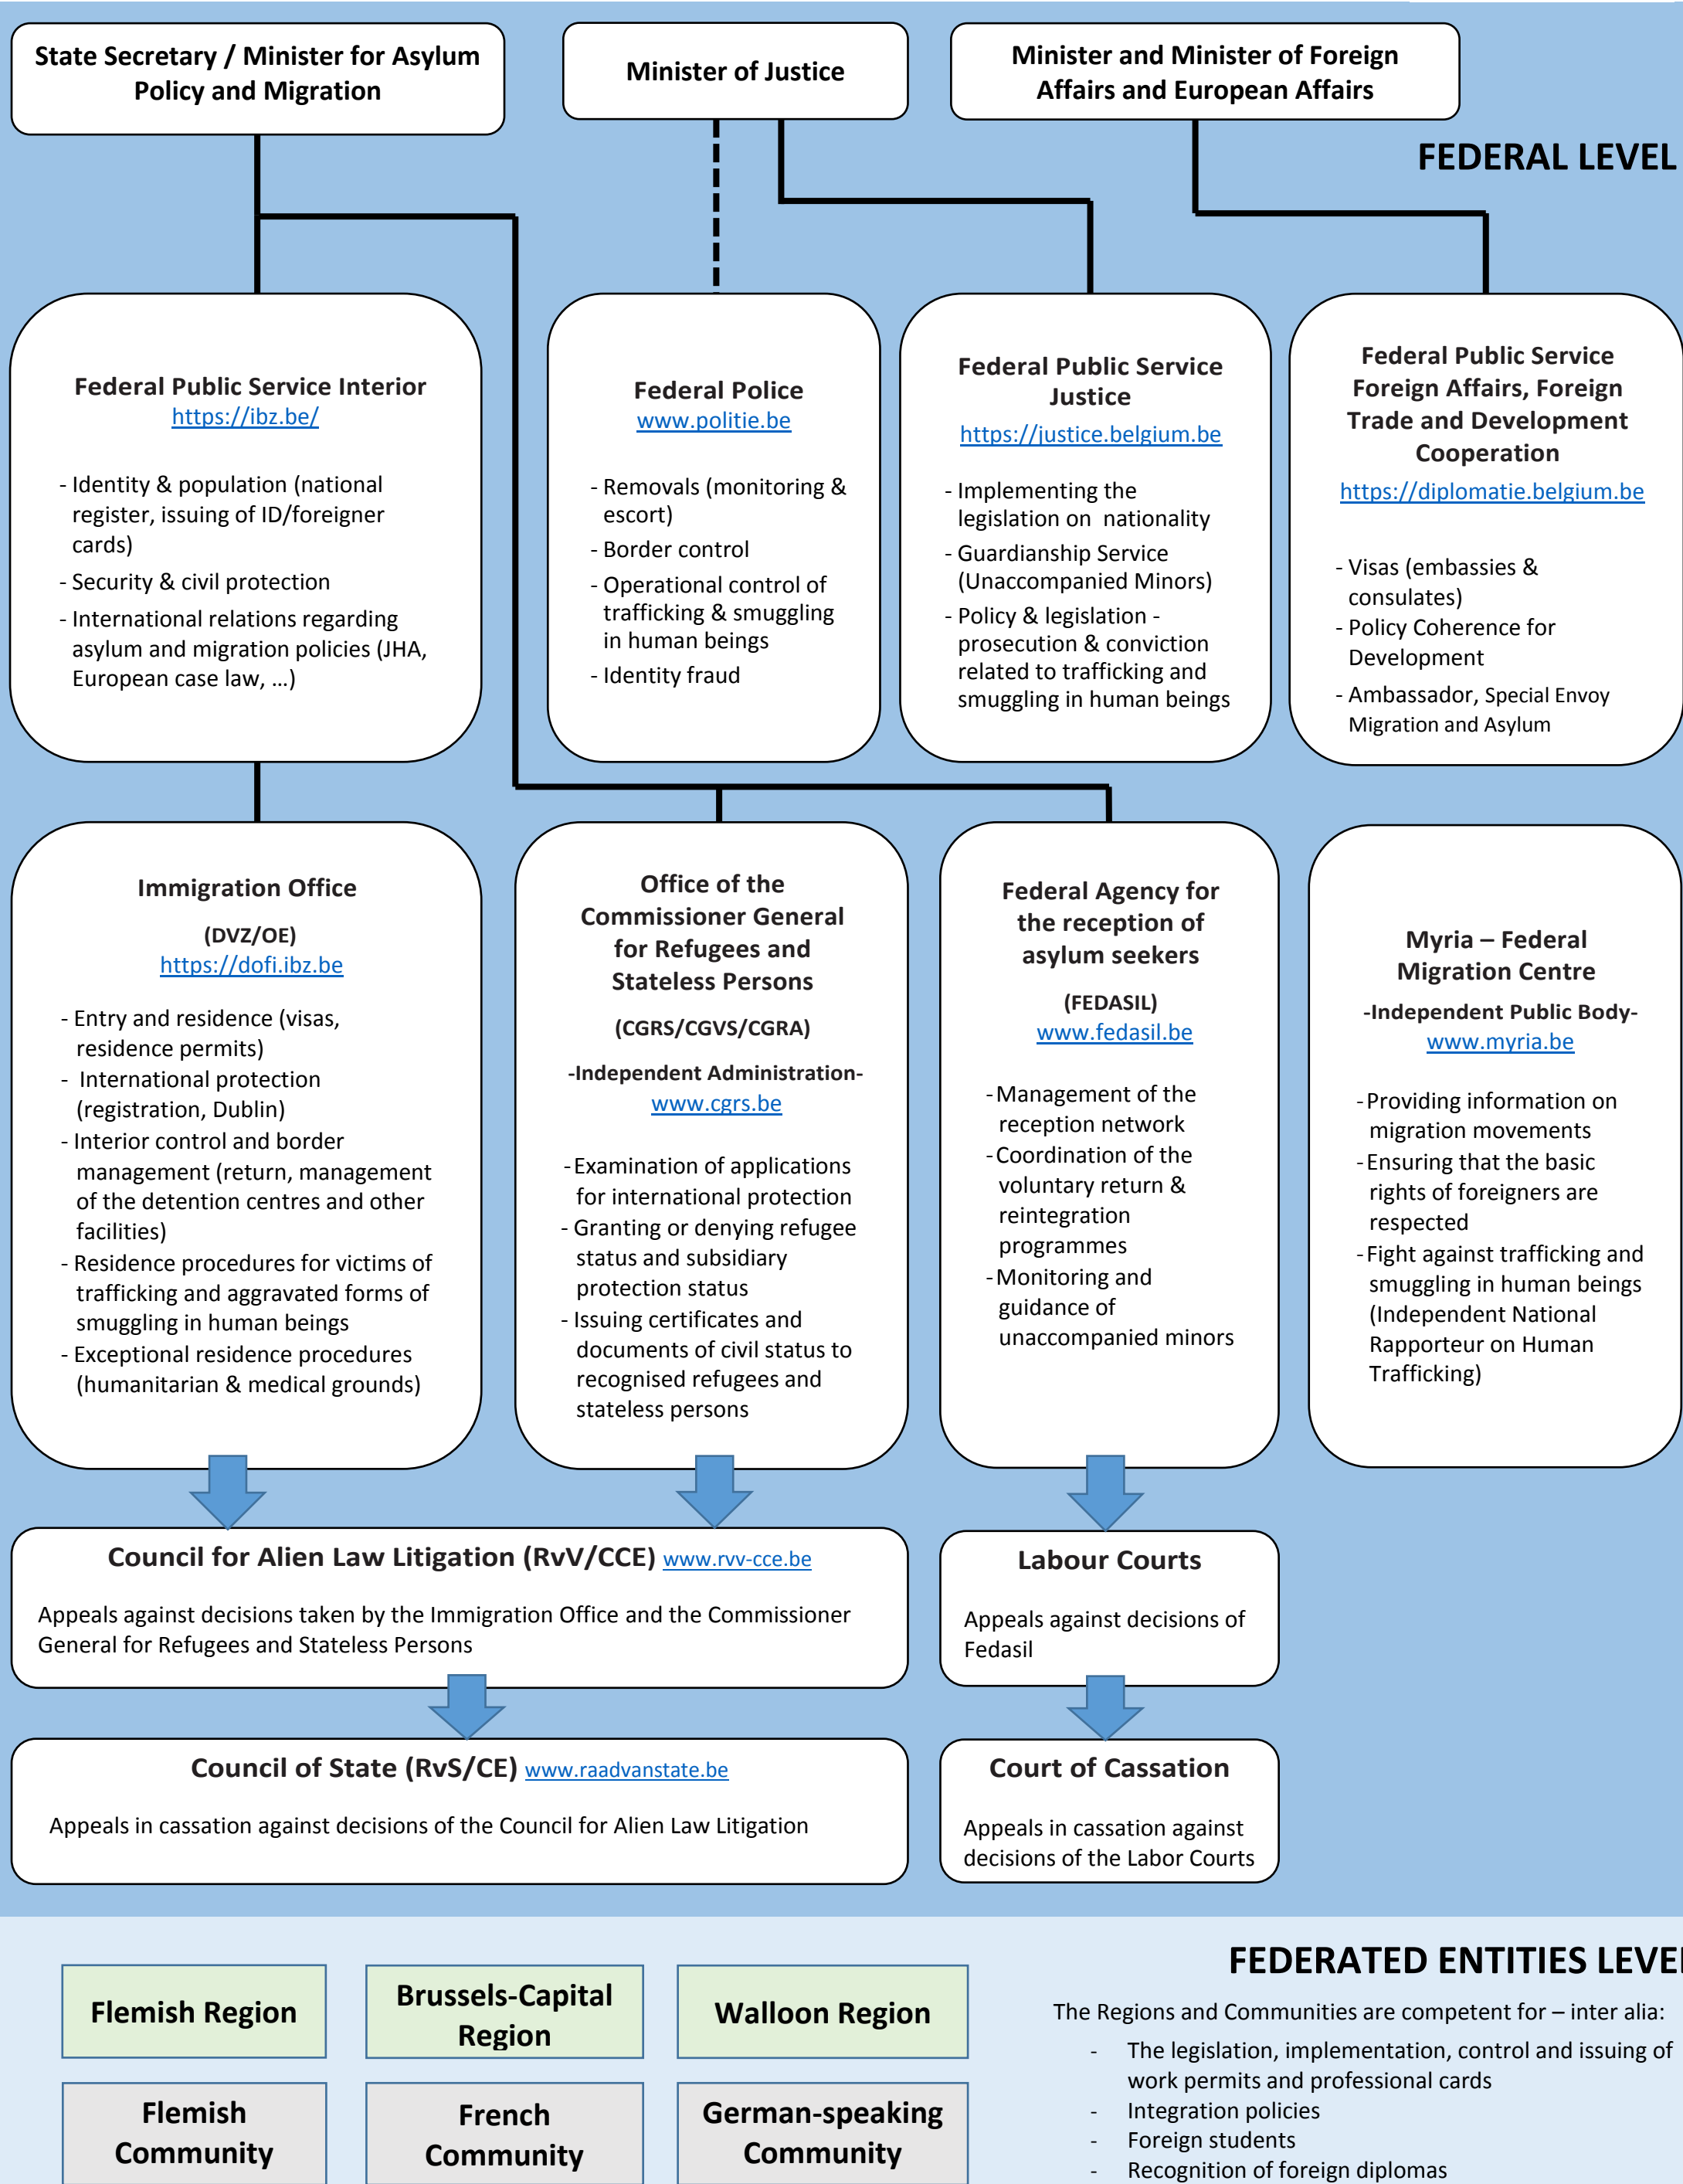 State Secretary / Minister for Asylum
Policy and Migration
Minister of Justice
Minister and Minister of Foreign
Affairs and European Affairs
FEDERAL LEVEL
Federal Public Service Interior
https://ibz.be/
- Identity & population (national
register, issuing of ID/foreigner
cards)
- Security & civil protection
- International relations regarding
asylum and migration policies (JHA,
European case law, …)
Federal Police
www.politie.be
- Removals (monitoring &
escort)
- Border control
- Operational control of
trafficking & smuggling
in human beings
- Identity fraud
Federal Public Service
Justice
https://justice.belgium.be
- Implementing the
legislation on nationality
- Guardianship Service
(Unaccompanied Minors)
- Policy & legislation -
prosecution & conviction
related to trafficking and
smuggling in human beings
Federal Public Service
Foreign Affairs, Foreign
Trade and Development
Cooperation
https://diplomatie.belgium.be
- Visas (embassies &
consulates)
- Policy Coherence for
Development
- Ambassador, Special Envoy
Migration and Asylum
Immigration Office
(DVZ/OE)
https://dofi.ibz.be
- Entry and residence (visas,
residence permits)
- International protection
(registration, Dublin)
- Interior control and border
management (return, management
of the detention centres and other
facilities)
- Residence procedures for victims of
trafficking and aggravated forms of
smuggling in human beings
- Exceptional residence procedures
(humanitarian & medical grounds)
Office of the
Commissioner General
for Refugees and
Stateless Persons
(CGRS/CGVS/CGRA)
-Independent Administration-
www.cgrs.be
- Examination of applications
for international protection
- Granting or denying refugee
status and subsidiary
protection status
- Issuing certificates and
documents of civil status to
recognised refugees and
stateless persons
Federal Agency for
the reception of
asylum seekers
(FEDASIL)
www.fedasil.be
- Management of the
reception network
- Coordination of the
voluntary return &
reintegration
programmes
- Monitoring and
guidance of
unaccompanied minors
Myria – Federal
Migration Centre
-Independent Public Body-
www.myria.be
- Providing information on
migration movements
- Ensuring that the basic
rights of foreigners are
respected
- Fight against trafficking and
smuggling in human beings
(Independent National
Rapporteur on Human
Trafficking)
Council for Alien Law Litigation (RvV/CCE) www.rvv-cce.be
Appeals against decisions taken by the Immigration Office and the Commissioner
General for Refugees and Stateless Persons
Labour Courts
Appeals against decisions of
Fedasil
Council of State (RvS/CE) www.raadvanstate.be
Appeals in cassation against decisions of the Council for Alien Law Litigation
Court of Cassation
Appeals in cassation against
decisions of the Labor Courts
FEDERATED ENTITIES LEVEL
Flemish Region
Brussels-Capital
Region
Walloon Region
Flemish
Community
French
Community
German-speaking
Community
The Regions and Communities are competent for – inter alia:
- The legislation, implementation, control and issuing of
work permits and professional cards
- Integration policies
- Foreign students
- Recognition of foreign diplomas